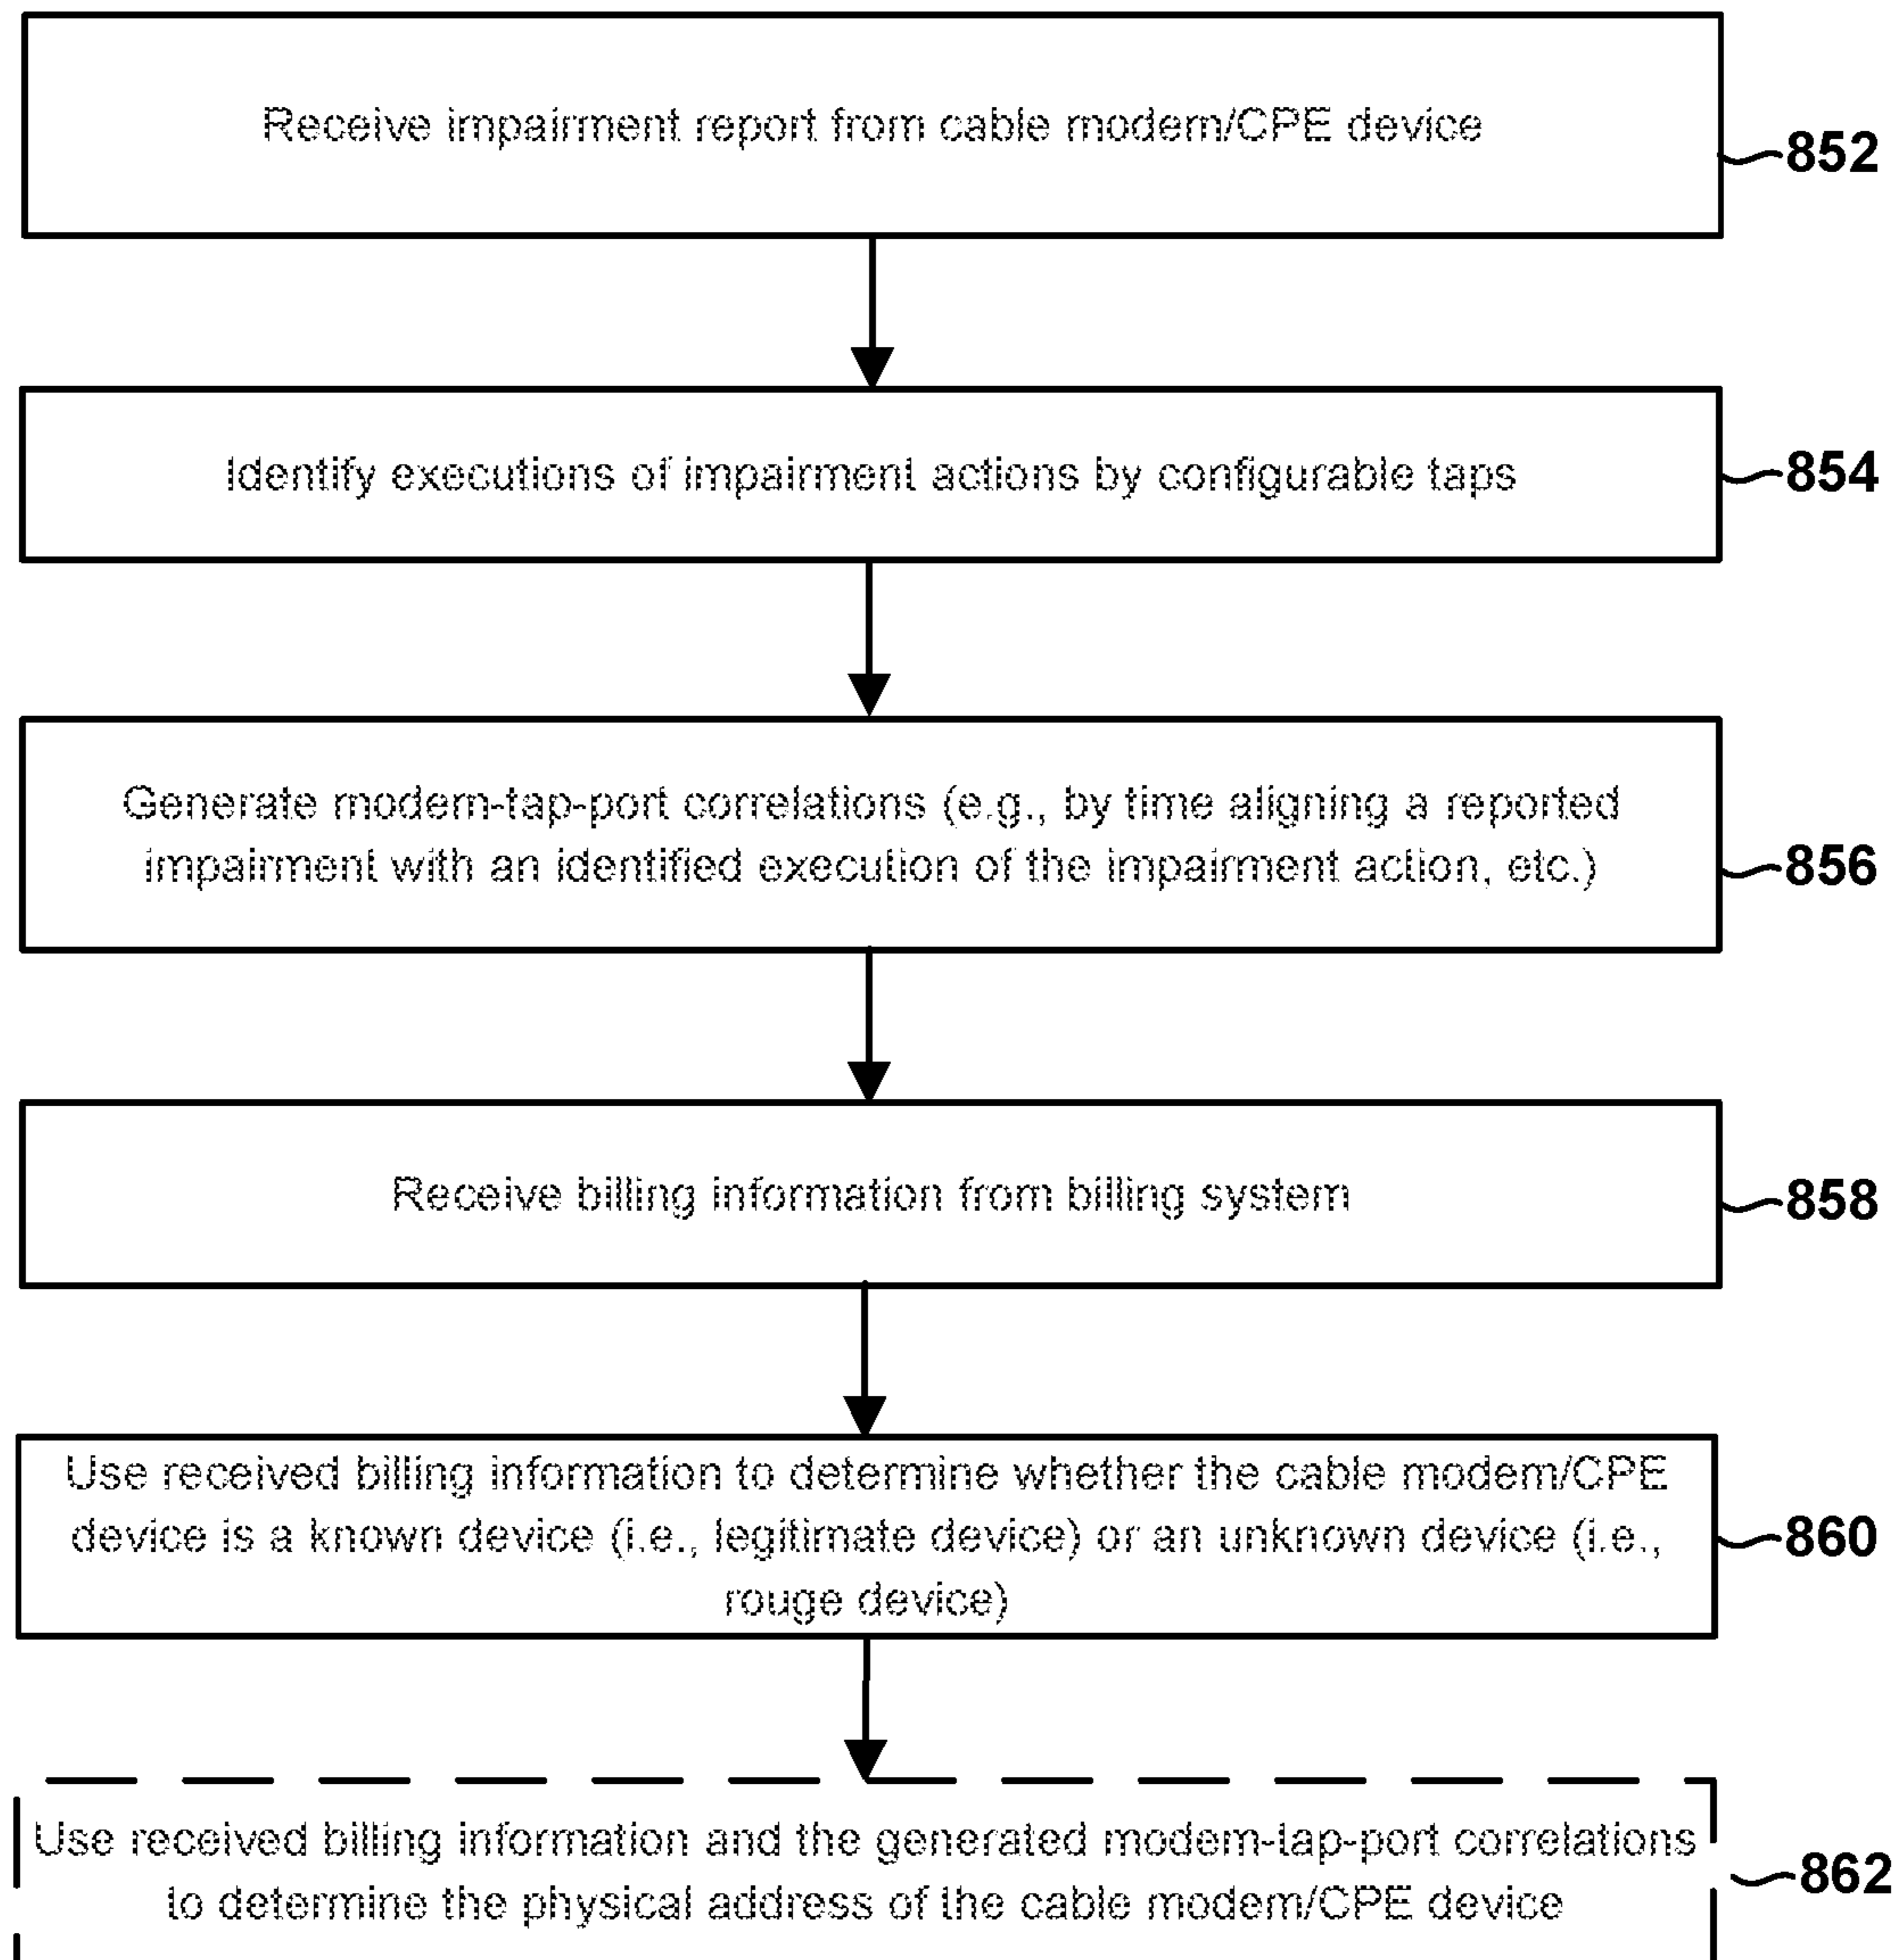 Receive impairment report from cable modem/CPE device
852
Identify executions of impairment actions by configurable taps
854
Generate modem-tap-port correlations (e.g., by time aligning a reported
impairment with an identified execution of the impairment action, etc.)
856
Receive billing information from billing system
858
Use received billing information to determine whether the cable modem/CPE
device is a known device (i.e., legitimate device) or an unknown device (i.e.,
rouge device)
860
Use received billing information and the generated modem-tap-port correlations
to determine the physical address of the cable modem/CPE device
862